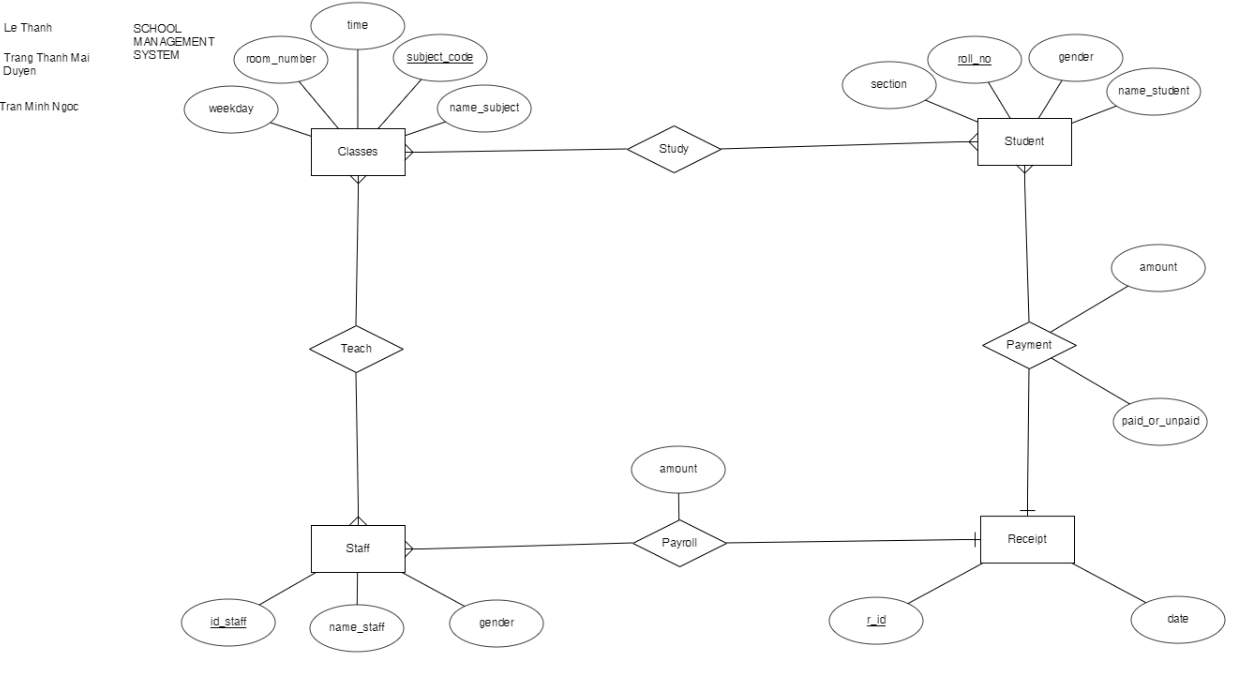 Le Thanh
Trang Thanh Mai
Duyen
Tran Minh Ngoc
SCHOOL
MANAGEMENT
SYSTEM
time
room_number
subject_code
weekday
name_subject
Classes
Study
roll_no
gender
section
name_student
Student
Teach
amount
Payment
paid_or_unpaid
amount
Staff
Payroll
Receipt
id_staff
name_staff
gender
r_id
date